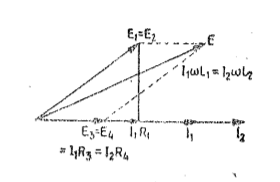 E₁=E₂
E
I₁ωL₁=I₂ωL₂
E₃=E₄
I₁R₁
I₁
I₂
=I₁R₃=I₂R₄